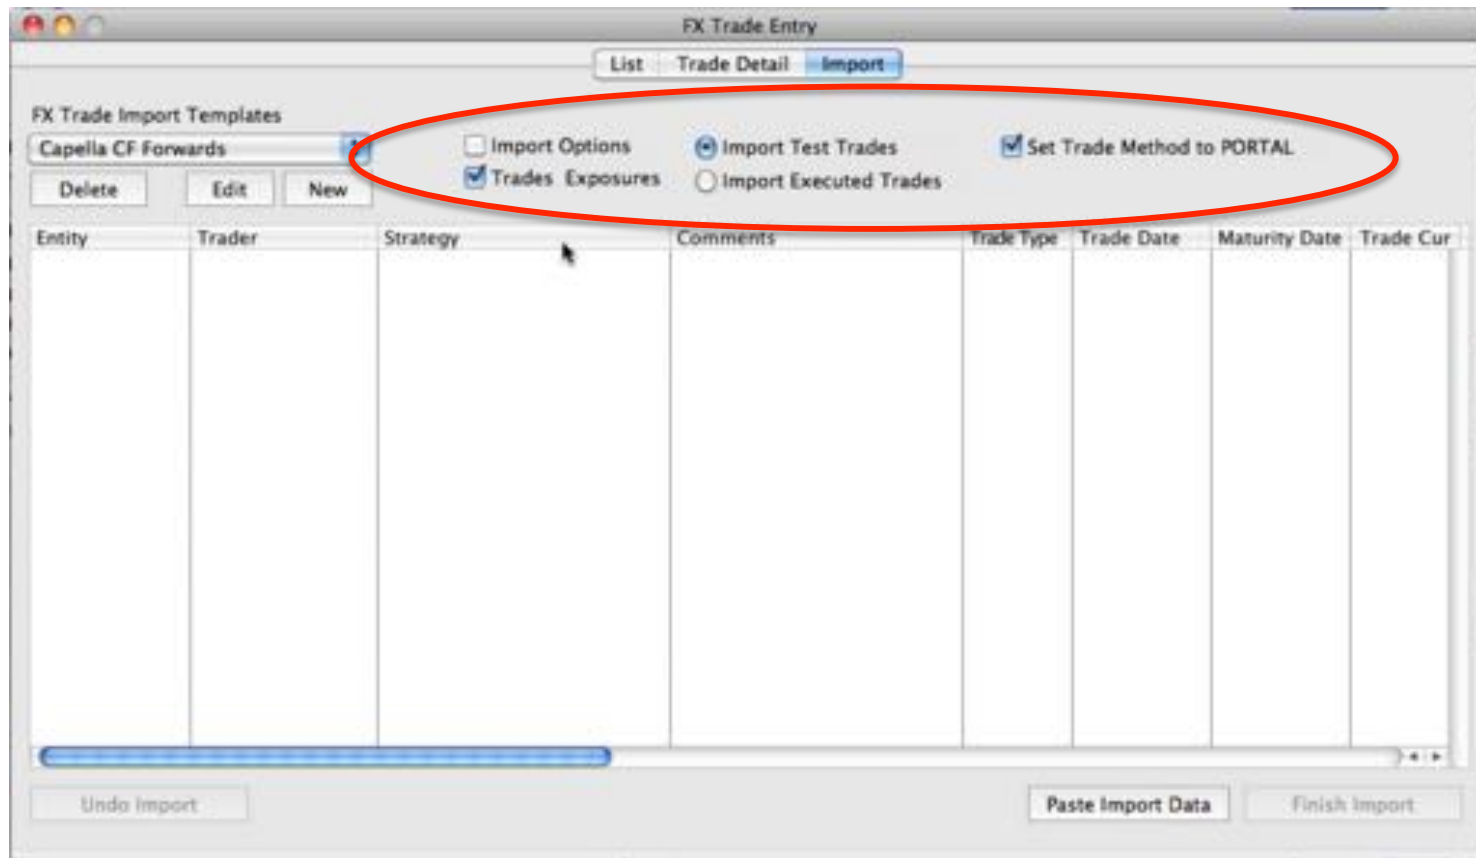 FX Trade Entry
List Trade Detail Import
FX Trade Import Templates
Capella CF Forwards
Import Options Import Test Trades Set Trade Method to PORTAL
Delete Edit New Trades Exposures Import Executed Trades
Entity Trader Strategy Comments Trade Type Trade Date Maturity Date Trade Cur
Undo Import Paste Import Data Finish Import